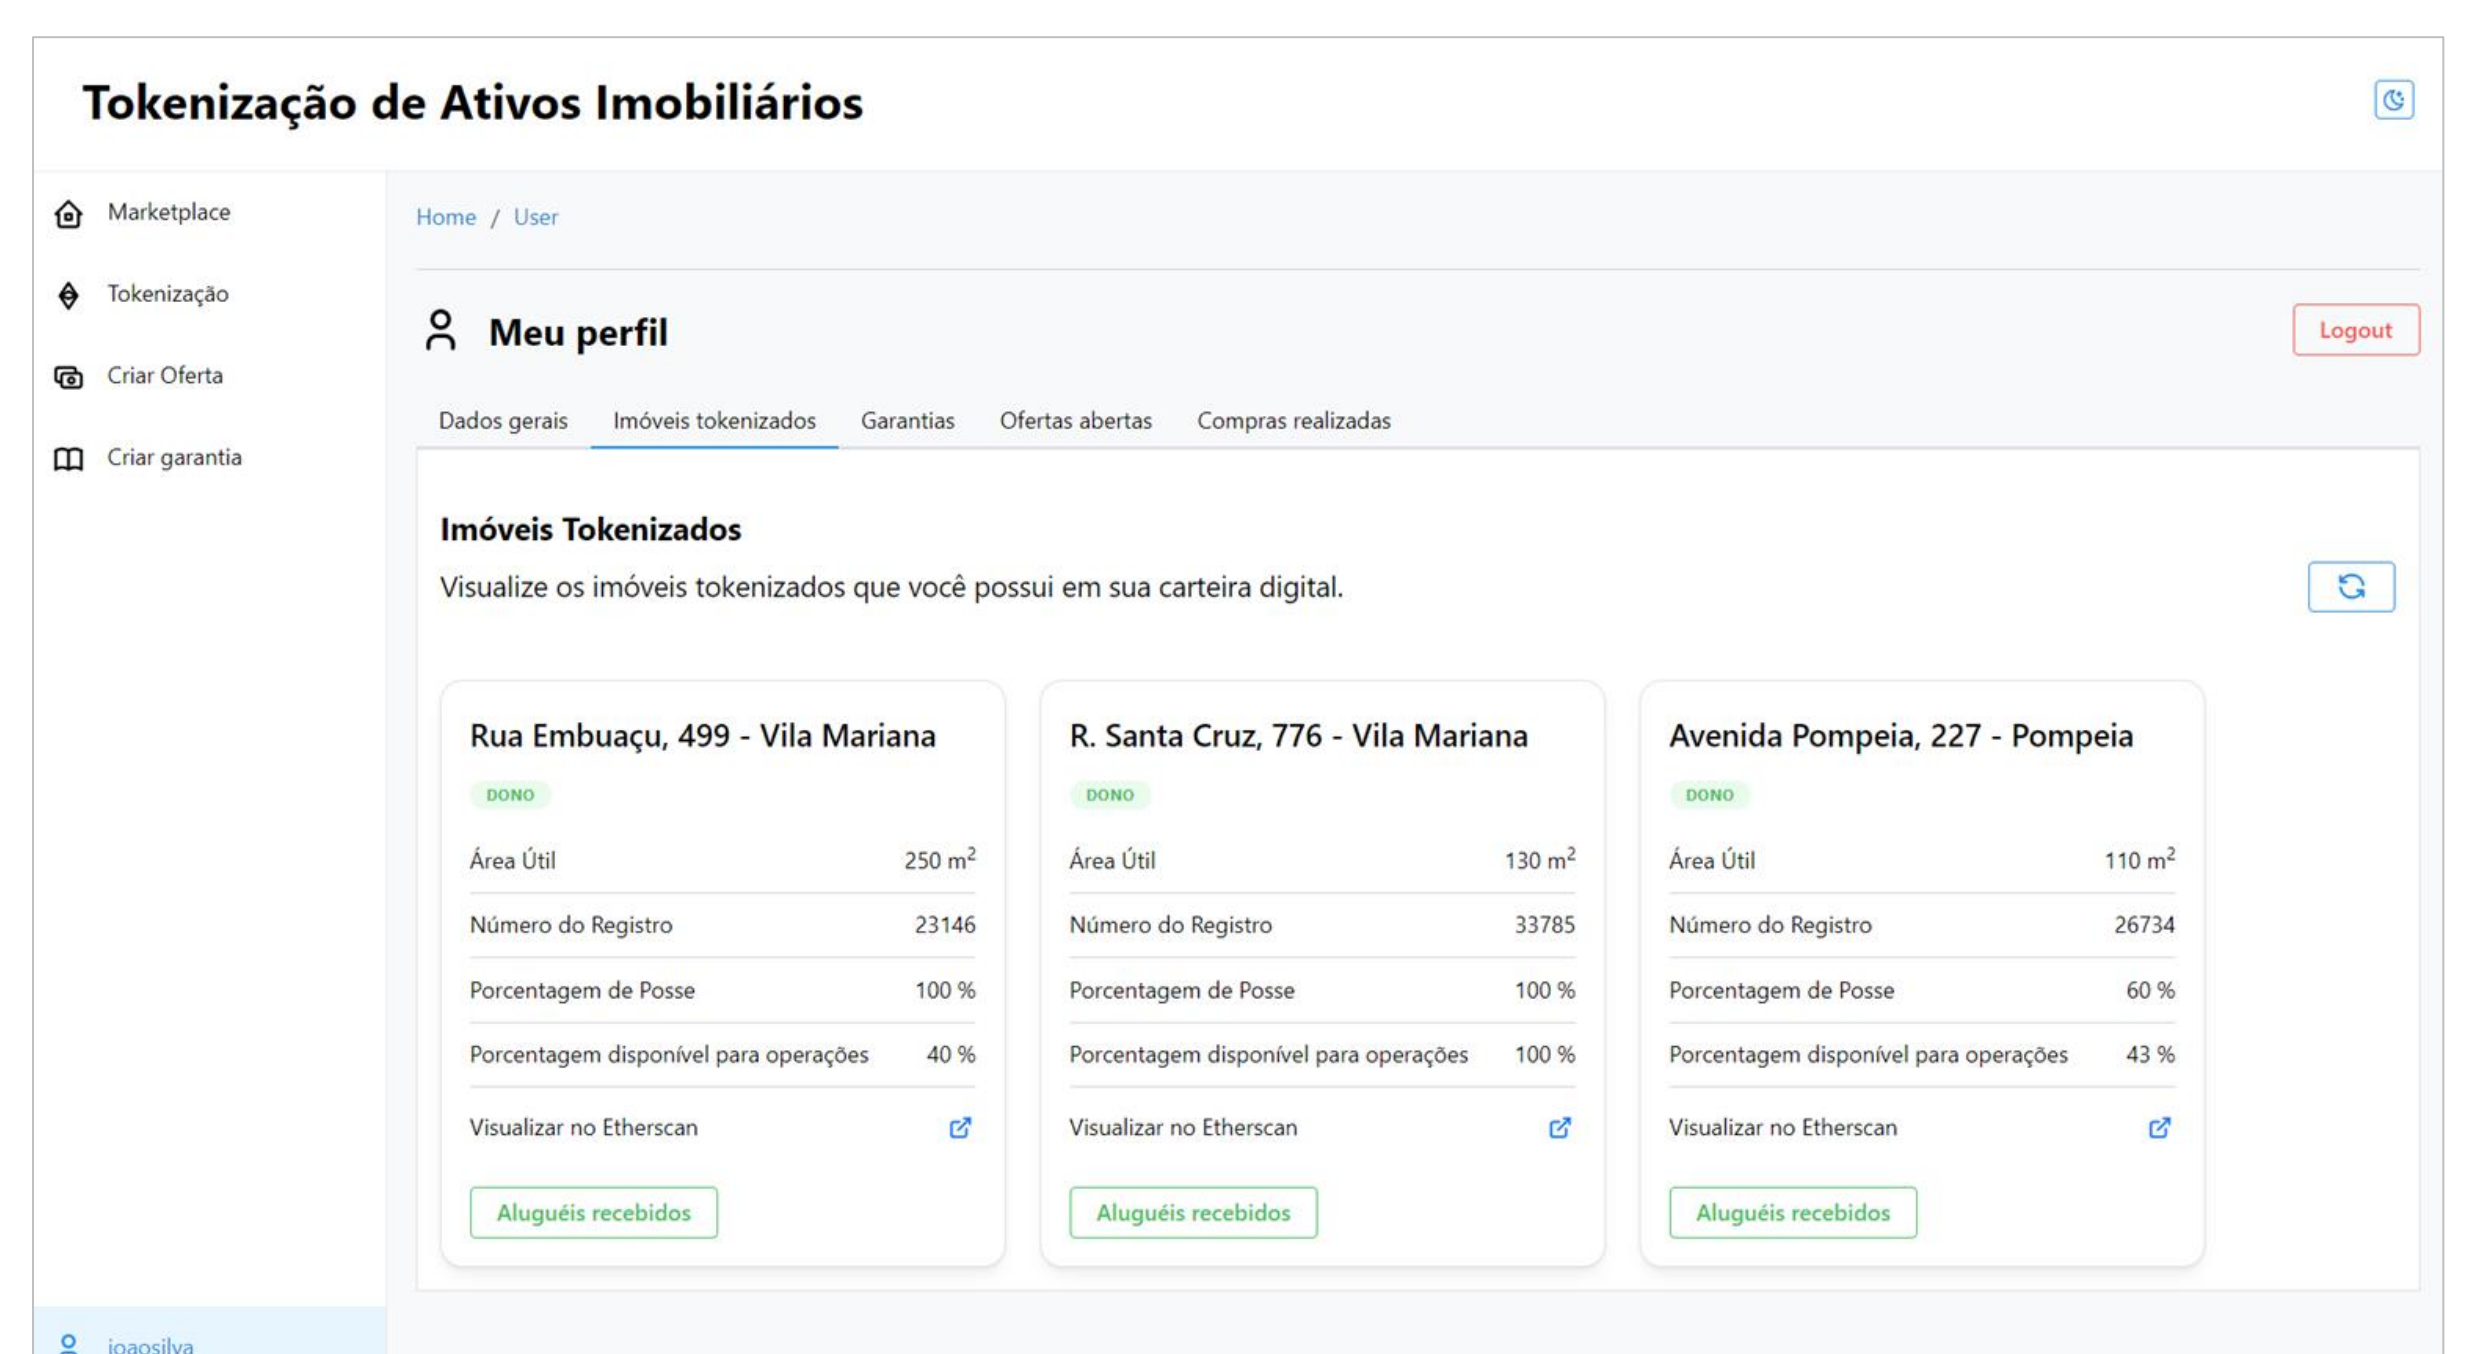 Tokenização de Ativos Imobiliários
Marketplace
Tokenização
Criar Oferta
Criar garantia
Home / User
Meu perfil
Logout
Dados gerais Imóveis tokenizados Garantias Ofertas abertas Compras realizadas
Imóveis Tokenizados
Visualize os imóveis tokenizados que você possui em sua carteira digital.
Rua Embuaçu, 499 - Vila Mariana
DONO
Área Útil 250 m²
Número do Registro 23146
Porcentagem de Posse 100 %
Porcentagem disponível para operações 40 %
Visualizar no Etherscan
Aluguéis recebidos
R. Santa Cruz, 776 - Vila Mariana
DONO
Área Útil 130 m²
Número do Registro 33785
Porcentagem de Posse 100 %
Porcentagem disponível para operações 100 %
Visualizar no Etherscan
Aluguéis recebidos
Avenida Pompeia, 227 - Pompeia
DONO
Área Útil 110 m²
Número do Registro 26734
Porcentagem de Posse 60 %
Porcentagem disponível para operações 43 %
Visualizar no Etherscan
Aluguéis recebidos
joaosilva